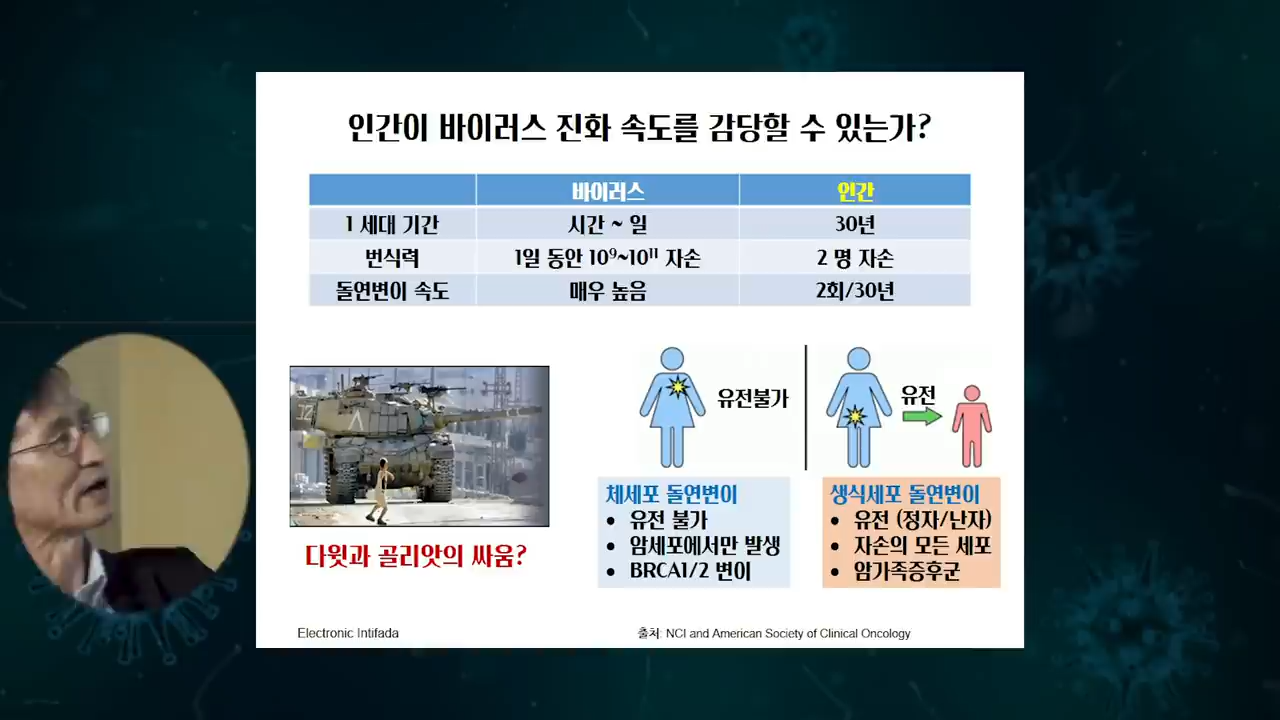 인간이 바이러스 진화 속도를 감당할 수 있는가?
바이러스 인간
1 세대 기간 시간 ~ 일 30년
번식력 1일 동안 10⁹~10¹¹ 자손 2 명 자손
돌연변이 속도 매우 높음 2회/30년
다윗과 골리앗의 싸움?
Electronic Intifada
유전불가
유전
체세포 돌연변이
• 유전 불가
• 암세포에서만 발생
• BRCA1/2 변이
생식세포 돌연변이
• 유전 (정자/난자)
• 자손의 모든 세포
• 암가족증후군
출처: NCI and American Society of Clinical Oncology